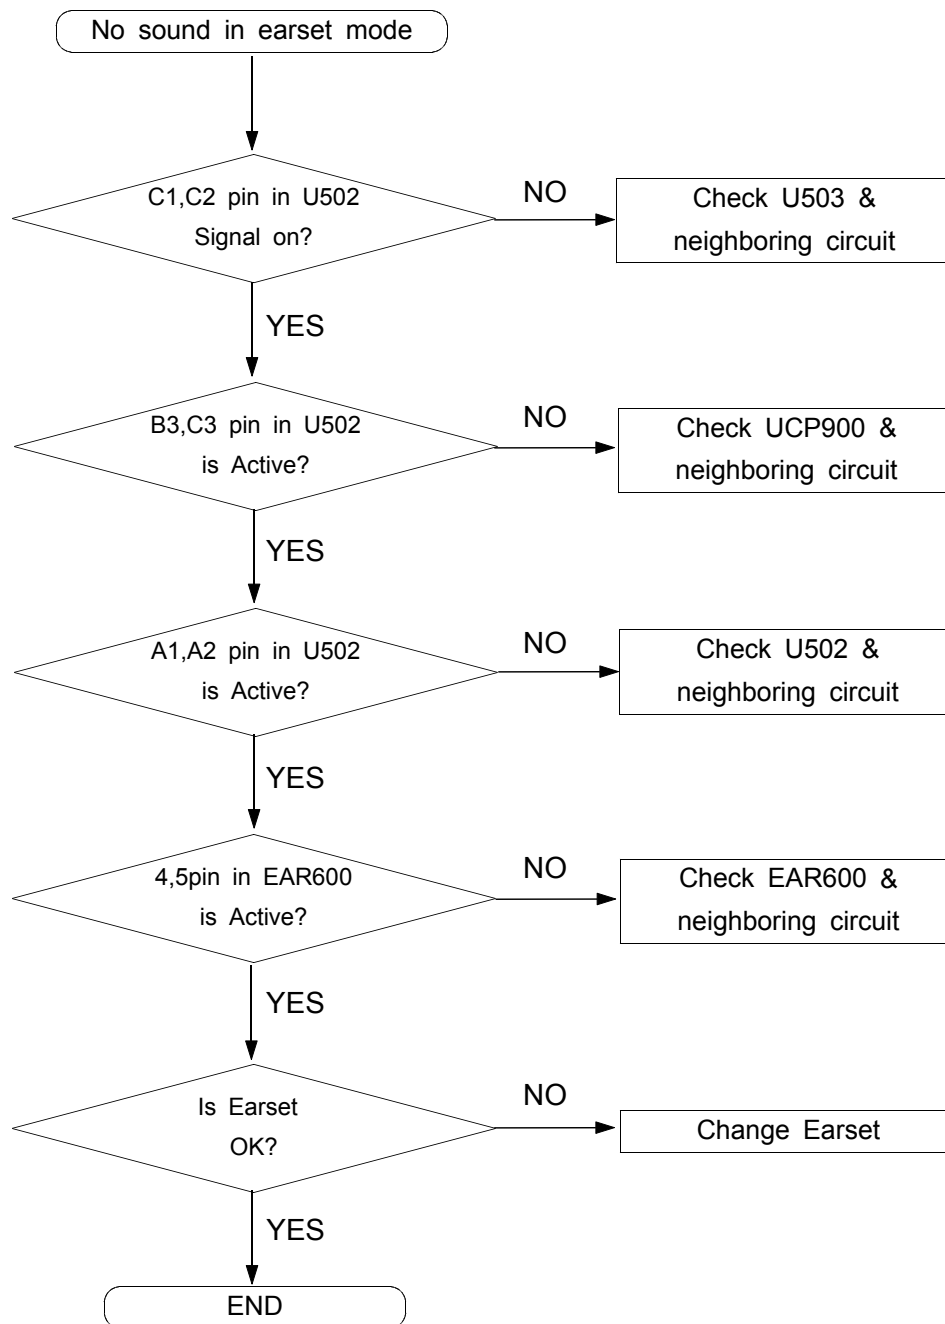 No sound in earset mode
C1,C2 pin in U502
Signal on?
NO
Check U503 &
neighboring circuit
YES
B3,C3 pin in U502
is Active?
NO
Check UCP900 &
neighboring circuit
YES
A1,A2 pin in U502
is Active?
NO
Check U502 &
neighboring circuit
YES
4,5pin in EAR600
is Active?
NO
Check EAR600 &
neighboring circuit
YES
Is Earset
OK?
NO
Change Earset
YES
END